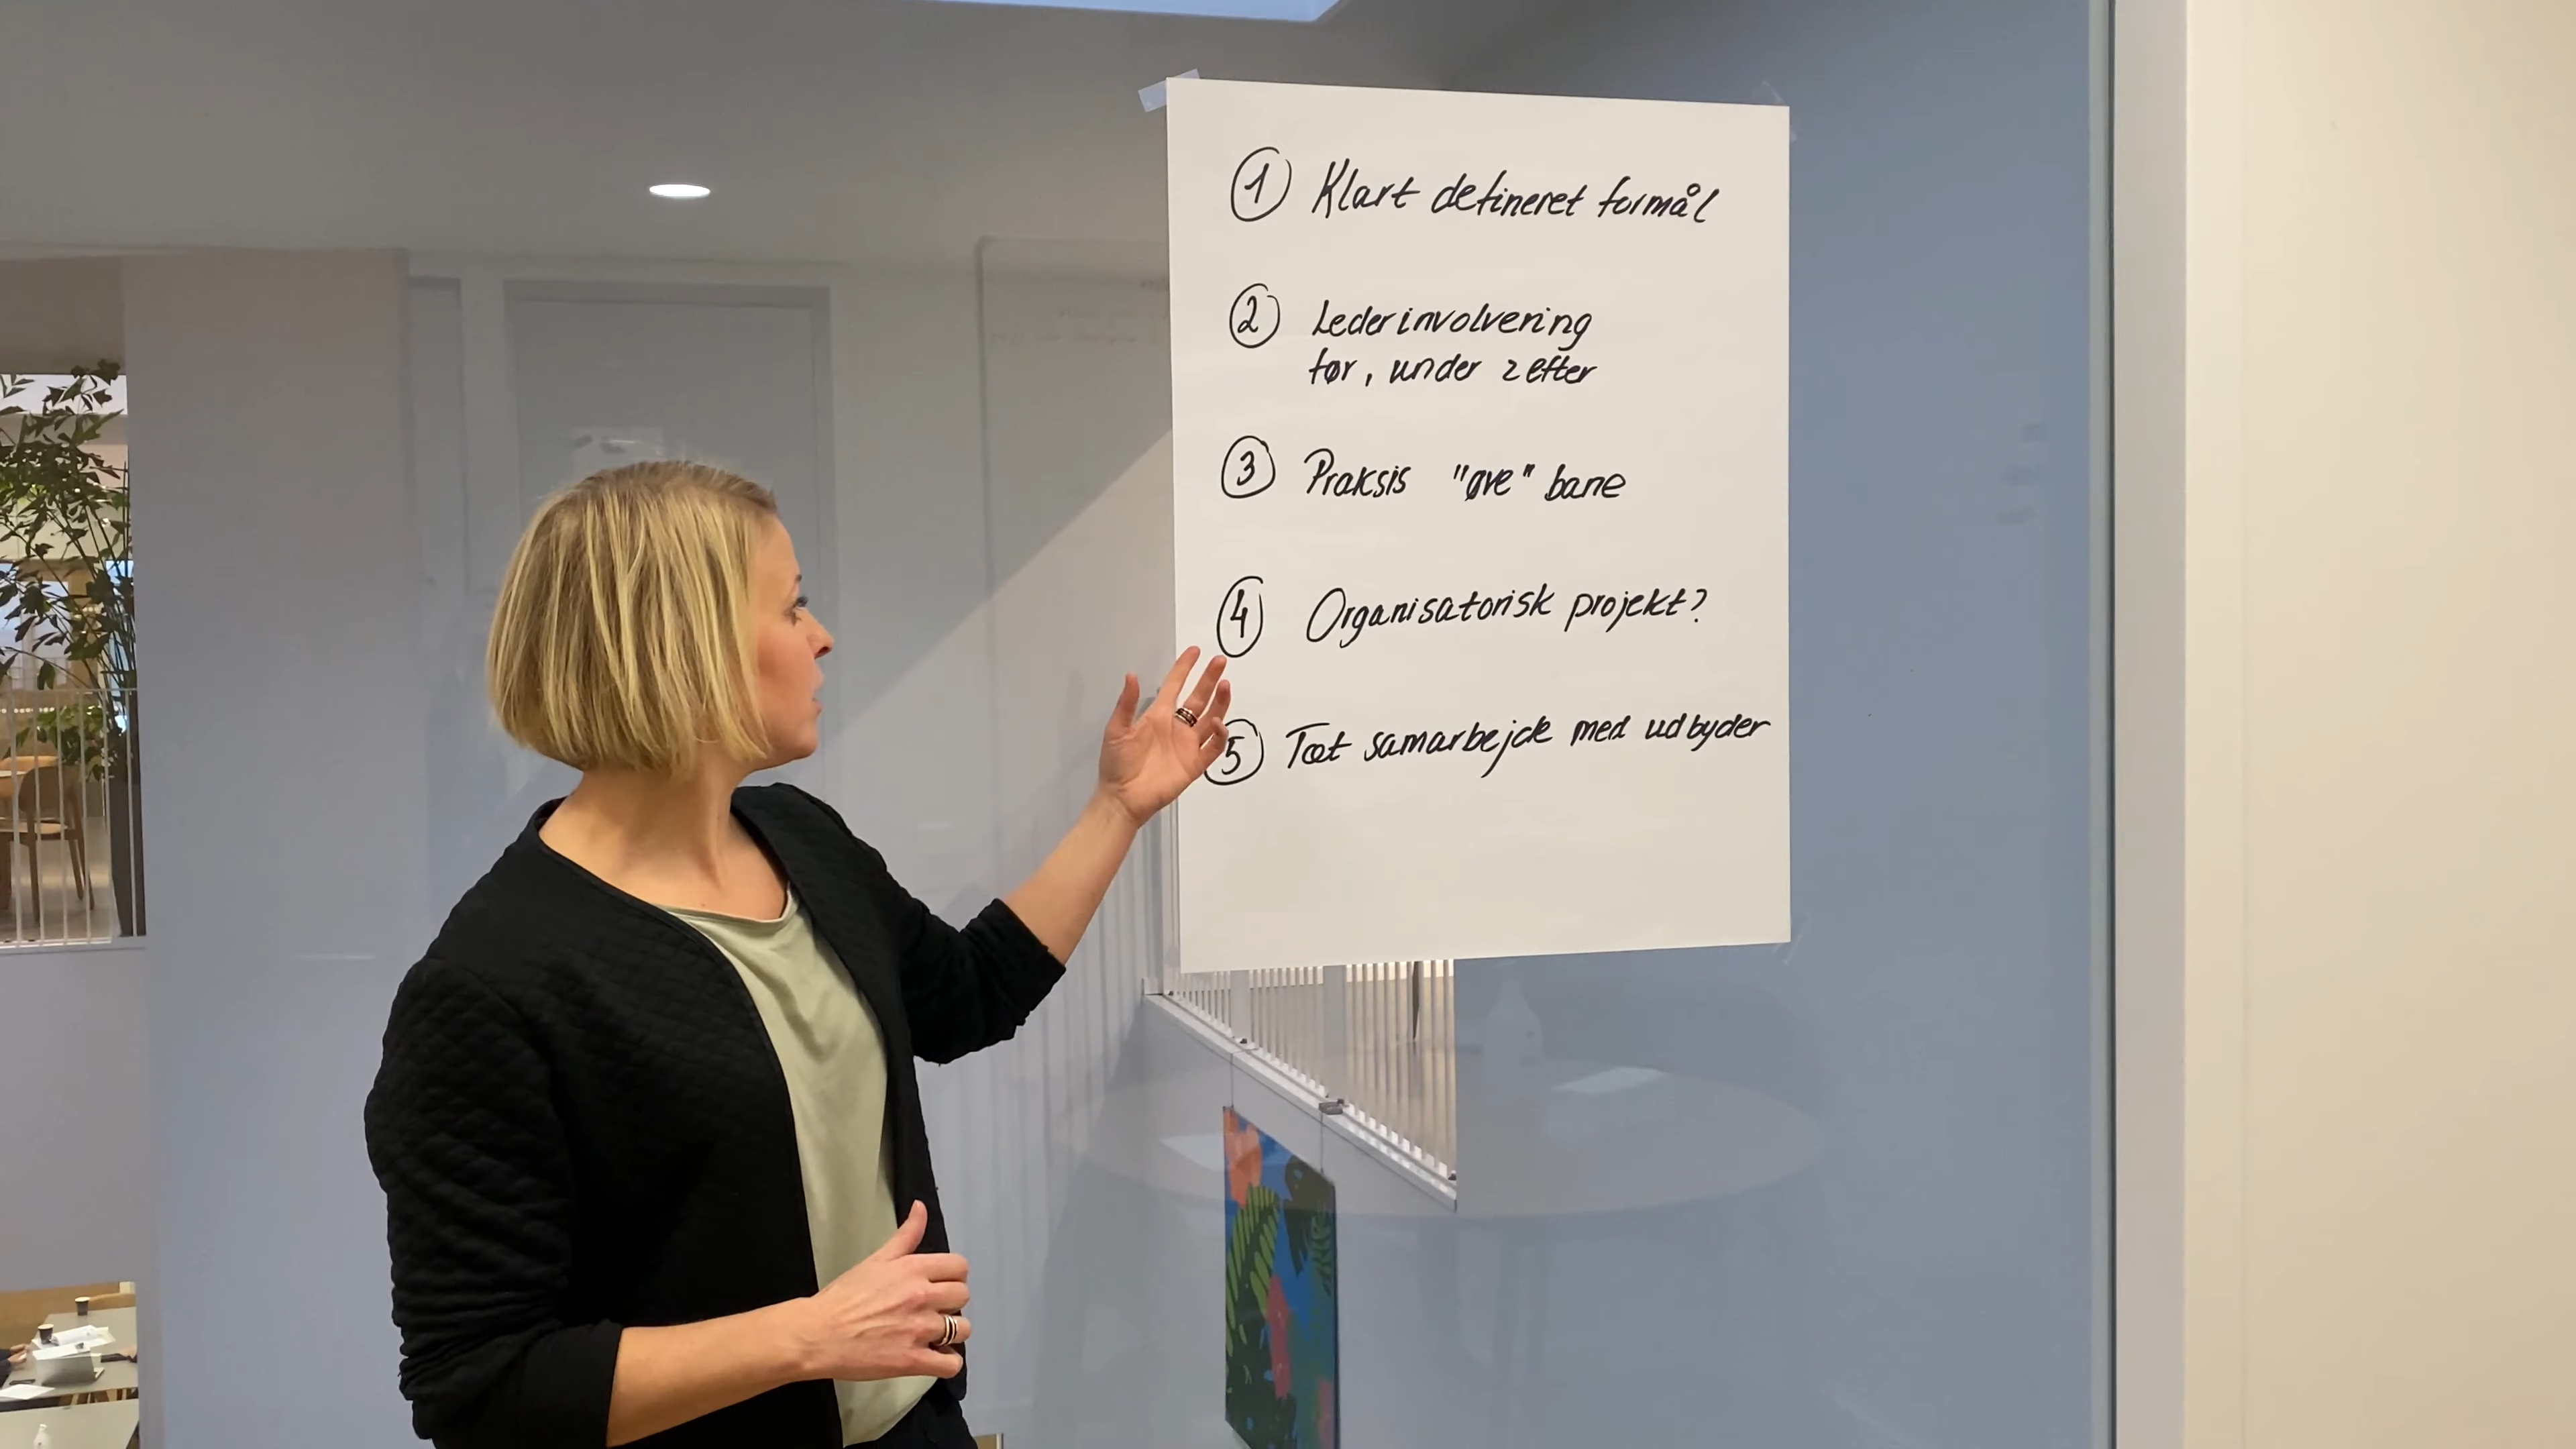 1 Klart defineret formål
2 Lederinvolvering
før, under & efter
3 Praksis "øve" bane
4 Organisatorisk projekt?
5 Tæt samarbejde med udbyder